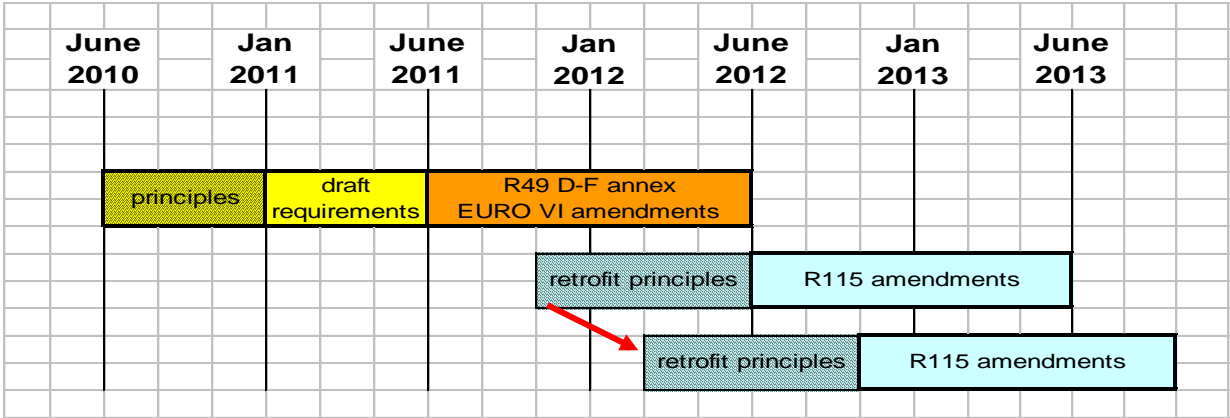 June 2010
Jan 2011
June 2011
Jan 2012
June 2012
Jan 2013
June 2013
principles
draft
requirements
R49 D-F annex
EURO VI amendments
retrofit principles
R115 amendments
retrofit principles
R115 amendments